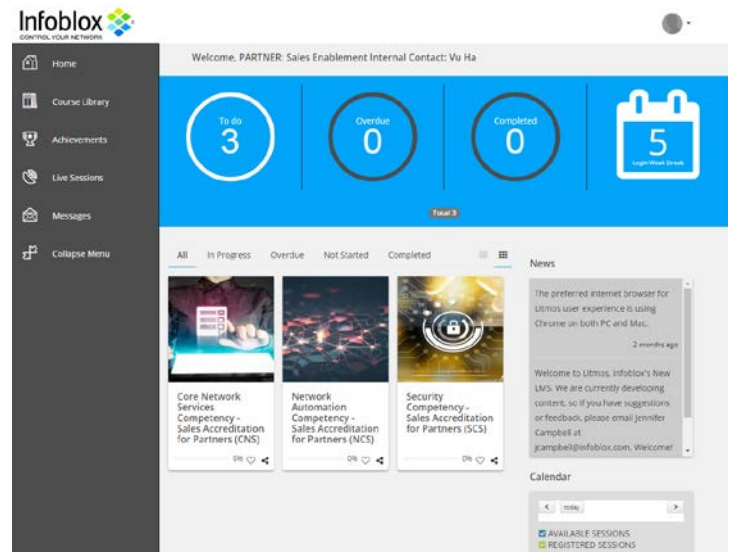 Infoblox
CONTROL YOUR NETWORK
Welcome, PARTNER: Sales Enablement Internal Contact: Vu Ha
Home
Course Library
Achievements
Live Sessions
Messages
Collapse Menu
To do
3
Overdue
0
Completed
0
5
Login Week Streak
Total 3
All
In Progress
Overdue
Not Started
Completed
Core Network
Services
Competency -
Sales Accreditation
for Partners (CNS)
0%
Network
Automation
Competency -
Sales Accreditation
for Partners (NCS)
0%
Security
Competency -
Sales Accreditation
for Partners (SCS)
0%
News
The preferred internet browser for
Litmos user experience is using
Chrome on both PC and Mac.
2 months ago
Welcome to Litmos, Infoblox's New
LMS. We are currently developing
content, so if you have suggestions
or feedback, please email Jennifer
Campbell at
jcampbell@infoblox.com. Welcome!
Calendar
today
AVAILABLE SESSIONS
REGISTERED SESSIONS